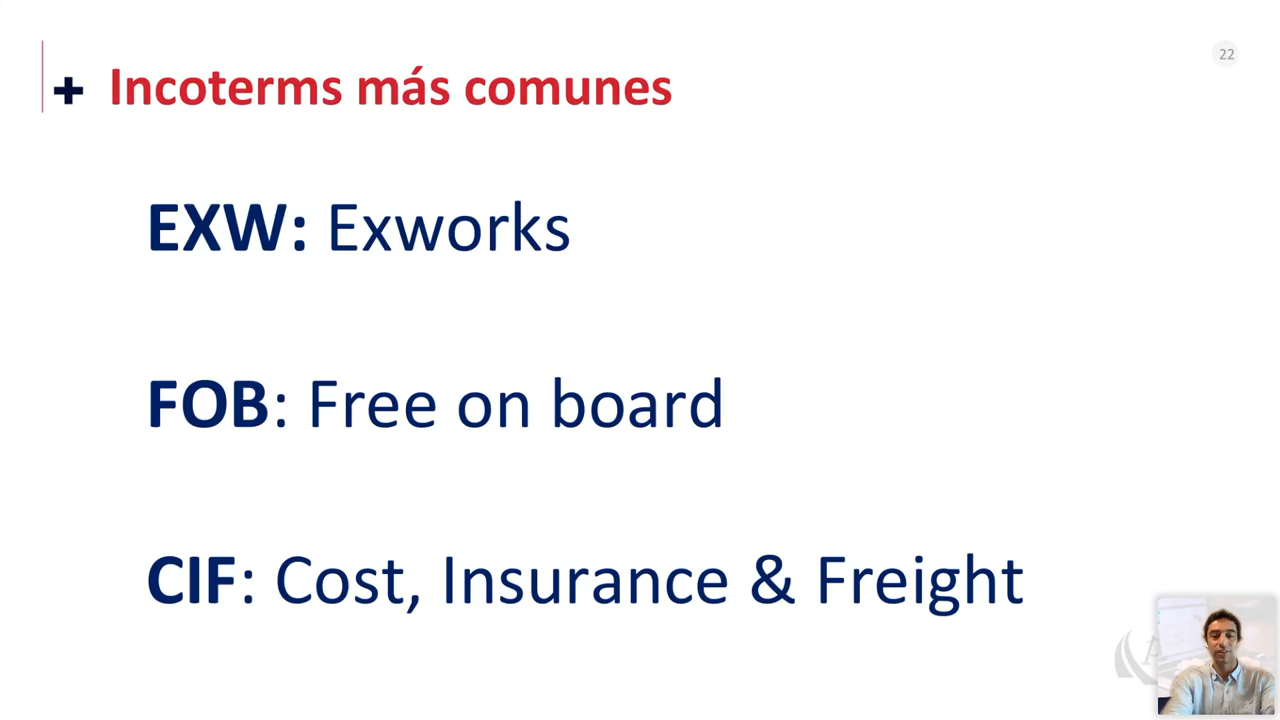 22
+ Incoterms más comunes
EXW: Exworks
FOB: Free on board
CIF: Cost, Insurance & Freight